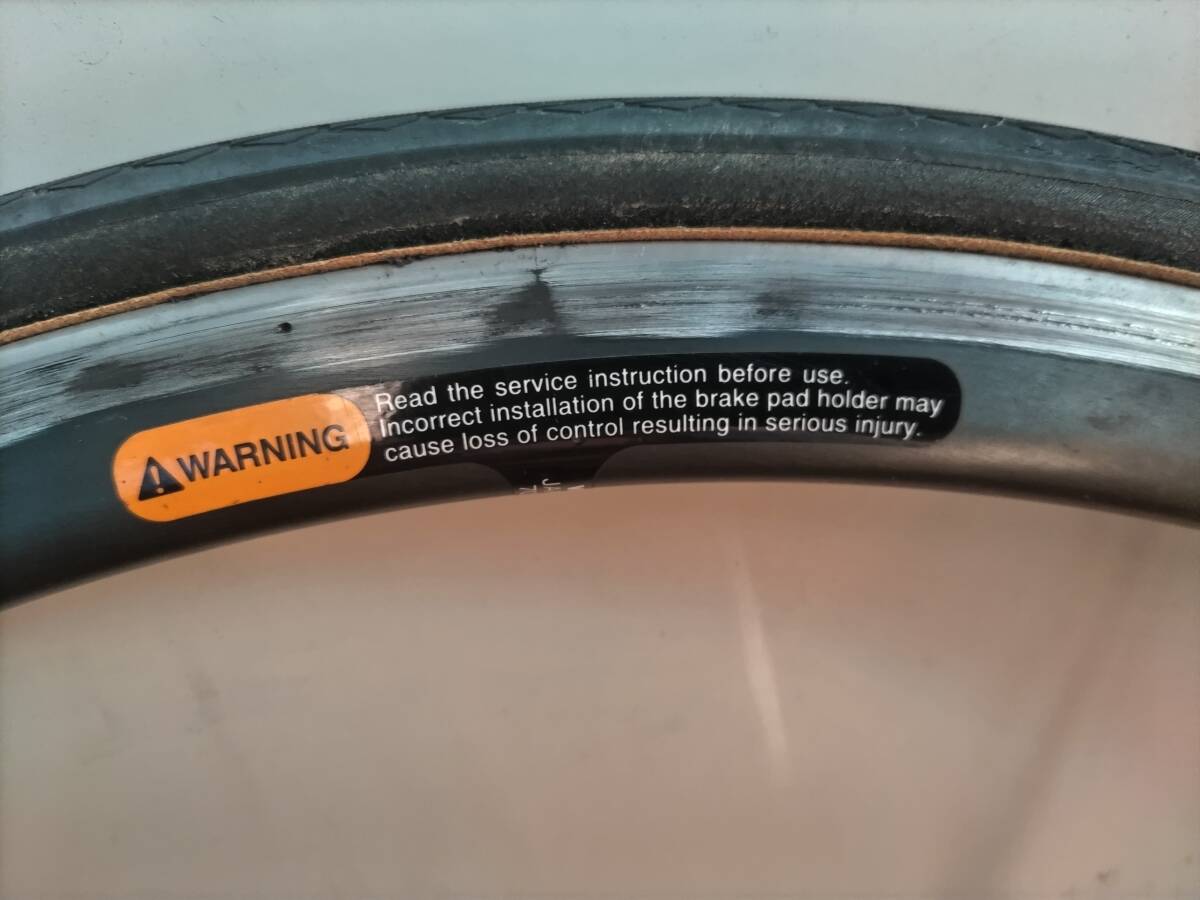 WARNING
Read the service instruction before use.
Incorrect installation of the brake pad holder may
cause loss of control resulting in serious injury.